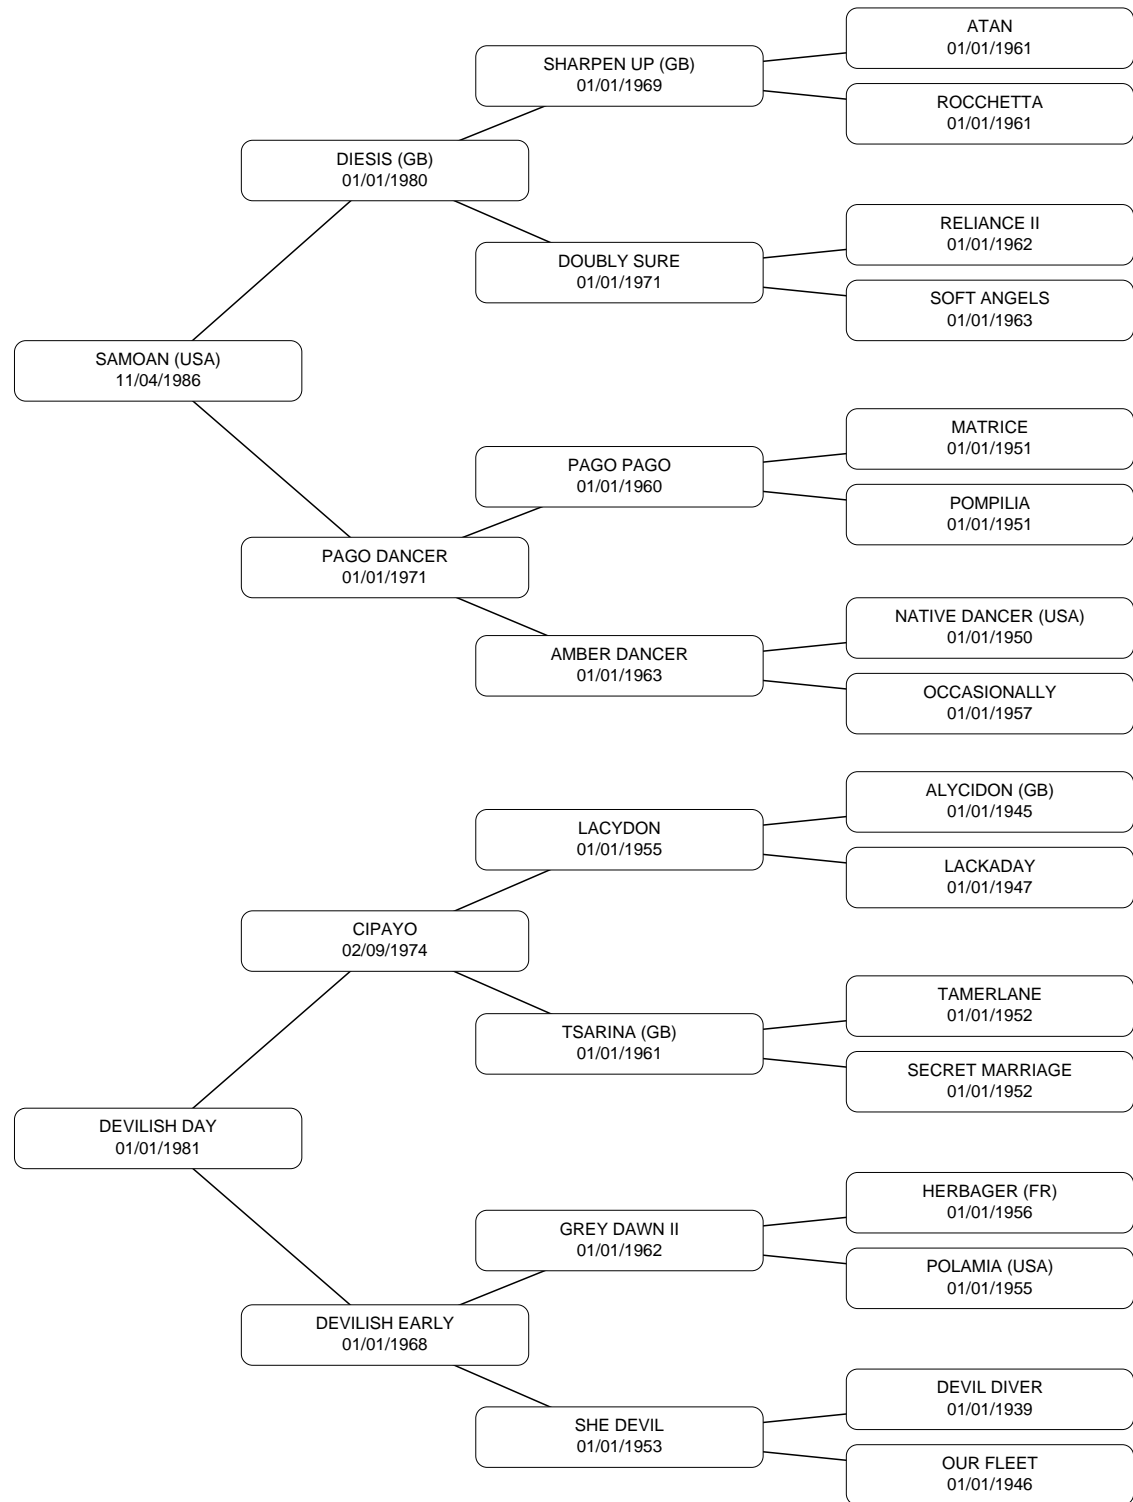 ATAN
01/01/1961
SHARPEN UP (GB)
01/01/1969
ROCCHETTA
01/01/1961
DIESIS (GB)
01/01/1980
RELIANCE II
01/01/1962
DOUBLY SURE
01/01/1971
SOFT ANGELS
01/01/1963
SAMOAN (USA)
11/04/1986
MATRICE
01/01/1951
PAGO PAGO
01/01/1960
POMPILIA
01/01/1951
PAGO DANCER
01/01/1971
NATIVE DANCER (USA)
01/01/1950
AMBER DANCER
01/01/1963
OCCASIONALLY
01/01/1957
ALYCIDON (GB)
01/01/1945
LACYDON
01/01/1955
LACKADAY
01/01/1947
CIPAYO
02/09/1974
TAMERLANE
01/01/1952
TSARINA (GB)
01/01/1961
SECRET MARRIAGE
01/01/1952
DEVILISH DAY
01/01/1981
HERBAGER (FR)
01/01/1956
GREY DAWN II
01/01/1962
POLAMIA (USA)
01/01/1955
DEVILISH EARLY
01/01/1968
DEVIL DIVER
01/01/1939
SHE DEVIL
01/01/1953
OUR FLEET
01/01/1946